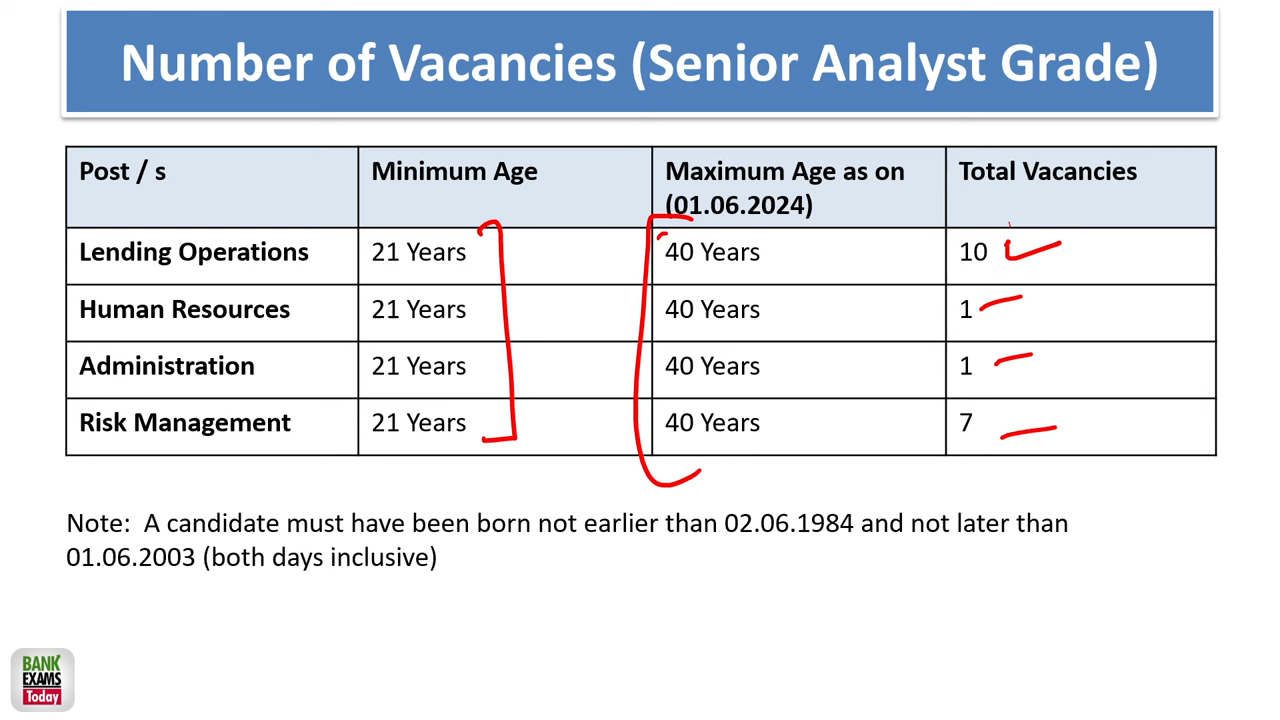 Number of Vacancies (Senior Analyst Grade)
Post / s Minimum Age Maximum Age as on (01.06.2024) Total Vacancies
Lending Operations 21 Years 40 Years 10
Human Resources 21 Years 40 Years 1
Administration 21 Years 40 Years 1
Risk Management 21 Years 40 Years 7
Note: A candidate must have been born not earlier than 02.06.1984 and not later than
01.06.2003 (both days inclusive)
BANK
EXAMS
Today